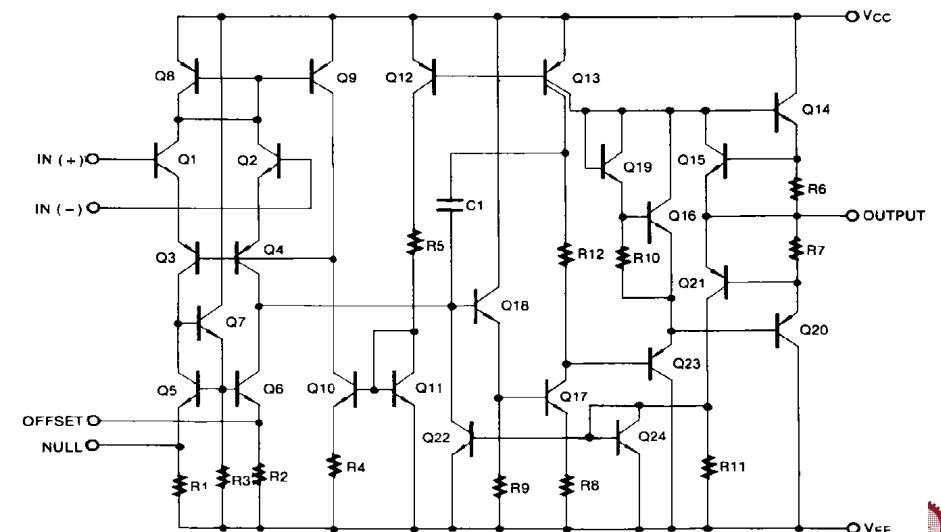 VCC
Q8
Q9
Q12
Q13
Q14
IN (+)
Q1
Q2
Q19
Q15
R6
IN (−)
C1
Q16
OUTPUT
Q3
Q4
R5
R12
R10
R7
Q21
Q7
Q18
Q20
Q5
Q6
Q10
Q11
Q17
Q23
OFFSET
NULL
Q22
Q24
R1
R3
R2
R4
R9
R8
R11
VEE